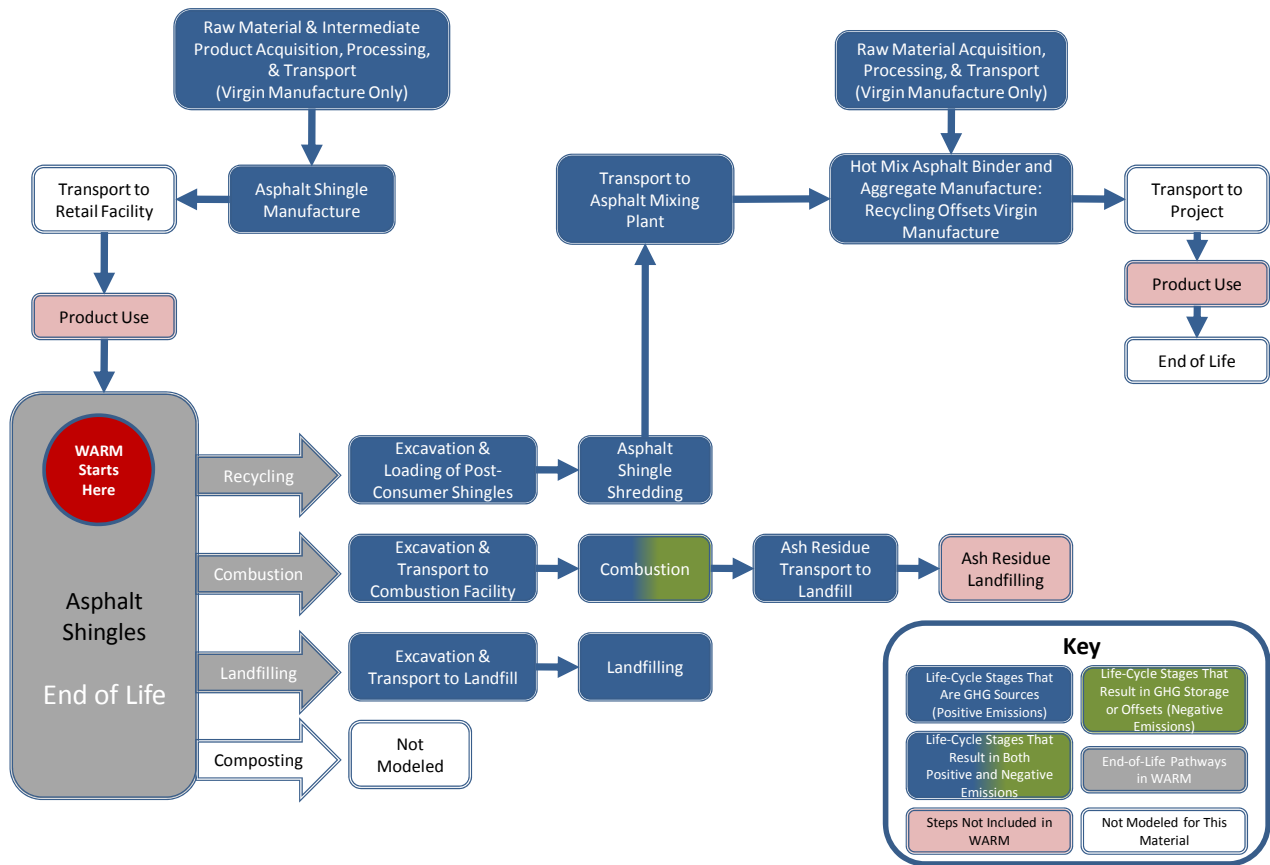 Raw Material & Intermediate
Product Acquisition, Processing,
& Transport
(Virgin Manufacture Only)
Raw Material Acquisition,
Processing, & Transport
(Virgin Manufacture Only)
Transport to
Retail Facility
Asphalt Shingle
Manufacture
Transport to
Asphalt Mixing
Plant
Hot Mix Asphalt Binder and
Aggregate Manufacture:
Recycling Offsets Virgin
Manufacture
Transport to
Project
Product Use
Product Use
End of Life
WARM
Starts
Here
Asphalt
Shingles
End of Life
Recycling
Excavation &
Loading of Post-
Consumer Shingles
Asphalt
Shingle
Shredding
Combustion
Excavation &
Transport to
Combustion Facility
Combustion
Ash Residue
Transport to
Landfill
Ash Residue
Landfilling
Landfilling
Excavation &
Transport to Landfill
Landfilling
Composting
Not
Modeled
Key
Life-Cycle Stages That
Are GHG Sources
(Positive Emissions)
Life-Cycle Stages That
Result in GHG Storage
or Offsets (Negative
Emissions)
Life-Cycle Stages That
Result in Both
Positive and Negative
Emissions
End-of-Life Pathways
in WARM
Steps Not Included in
WARM
Not Modeled for This
Material